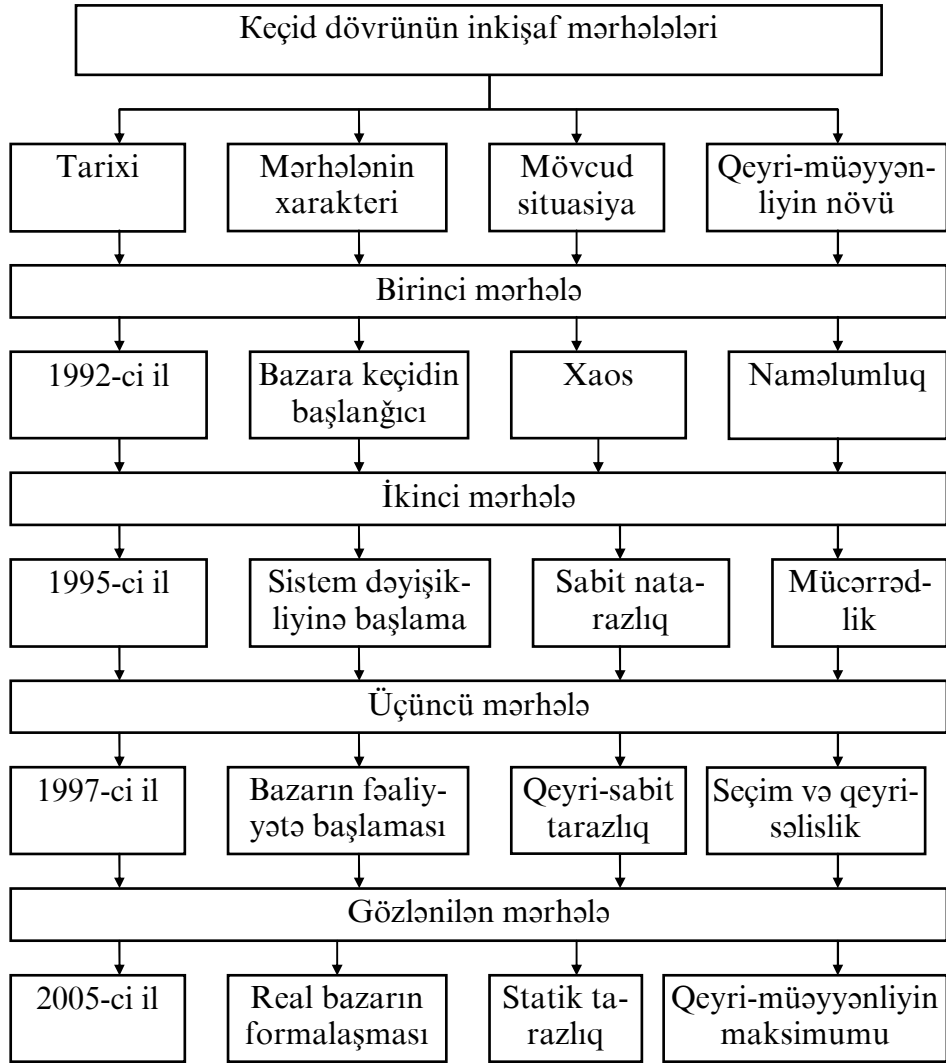 Keçid dövrünün inkişaf mərhələləri
Tarixi
Mərhələnin
xarakteri
Mövcud
situasiya
Qeyri-müəyyən-
liyin növü
Birinci mərhələ
1992-ci il
Bazara keçidin
başlanğıcı
Xaos
Naməlumluq
İkinci mərhələ
1995-ci il
Sistem dəyişik-
liyinə başlama
Sabit nata-
razlıq
Mücərrəd-
lik
Üçüncü mərhələ
1997-ci il
Bazarın fəaliy-
yətə başlaması
Qeyri-sabit
tarazlıq
Seçim və qeyri-
səlislik
Gözlənilən mərhələ
2005-ci il
Real bazarın
formalaşması
Statik ta-
razlıq
Qeyri-müəyyənliyin
maksimumu